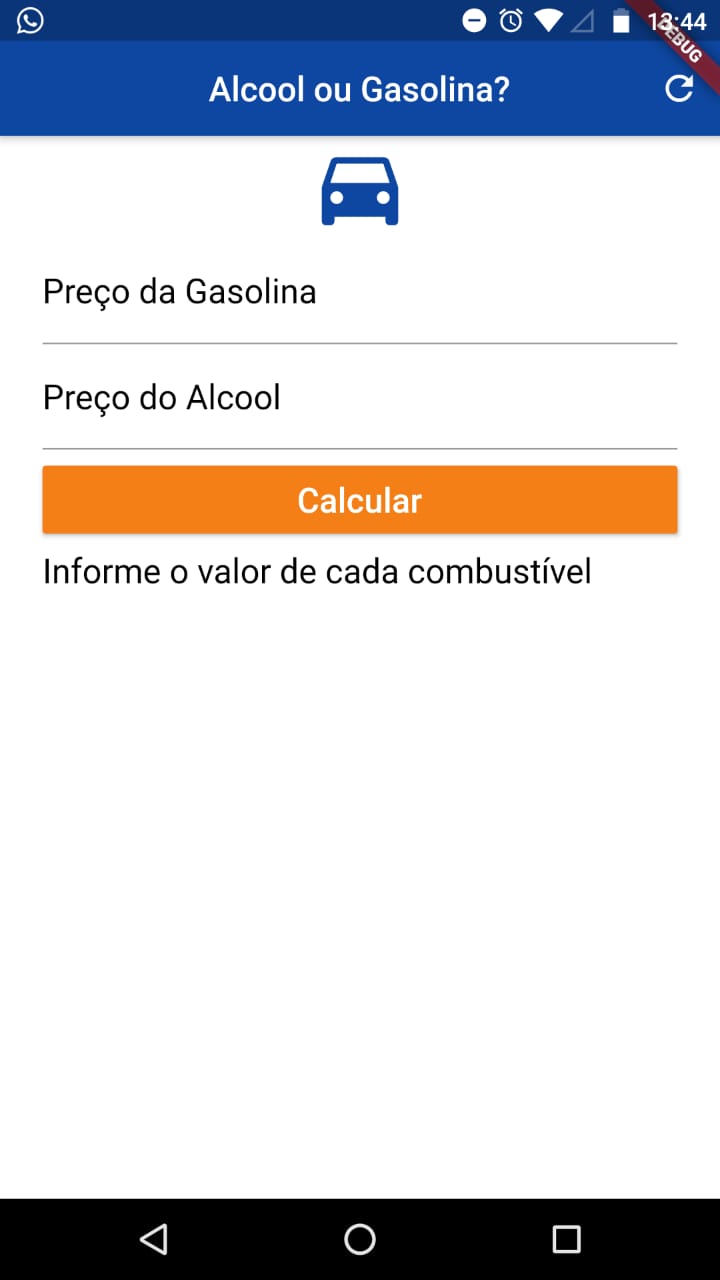 13:44
DEBUG
Alcool ou Gasolina?
Preço da Gasolina
Preço do Alcool
Calcular
Informe o valor de cada combustível